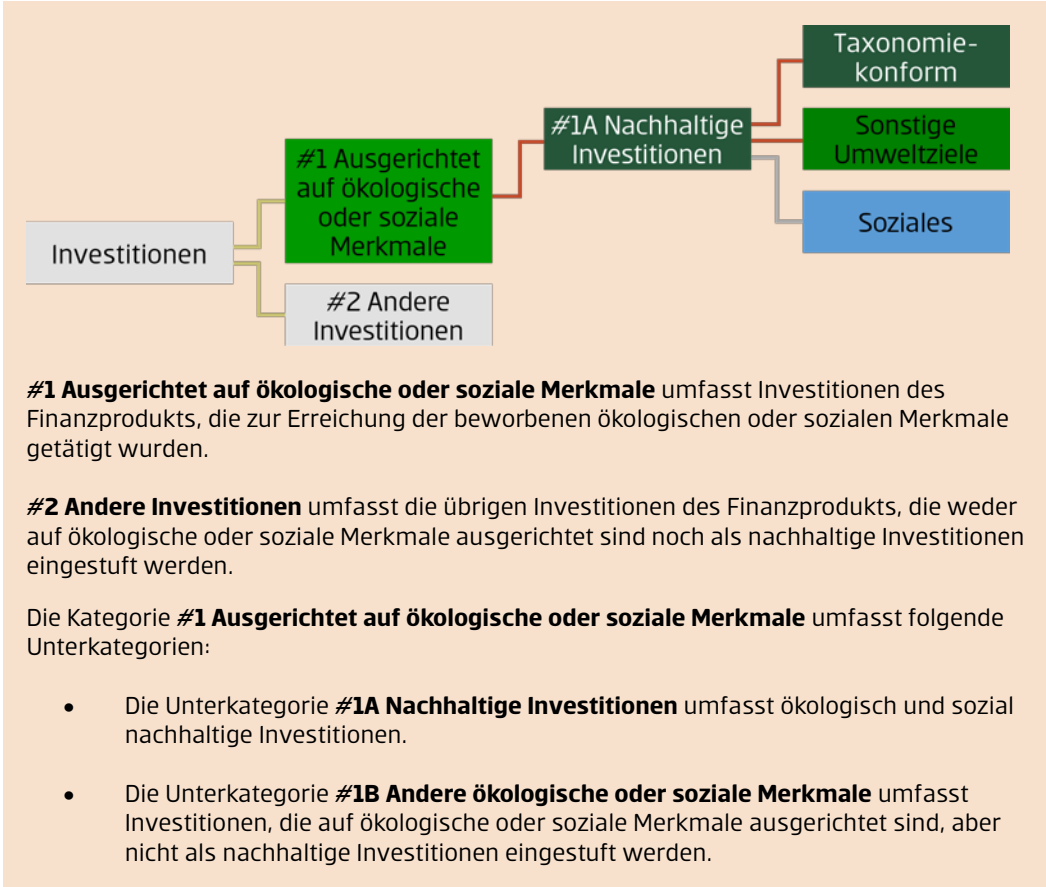 Taxonomie-
konform
#1A Nachhaltige
Investitionen
Sonstige
Umweltziele
#1 Ausgerichtet
auf ökologische
oder soziale
Merkmale
Soziales
Investitionen
#2 Andere
Investitionen
#1 Ausgerichtet auf ökologische oder soziale Merkmale umfasst Investitionen des
Finanzprodukts, die zur Erreichung der beworbenen ökologischen oder sozialen Merkmale
getätigt wurden.
#2 Andere Investitionen umfasst die übrigen Investitionen des Finanzprodukts, die weder
auf ökologische oder soziale Merkmale ausgerichtet sind noch als nachhaltige Investitionen
eingestuft werden.
Die Kategorie #1 Ausgerichtet auf ökologische oder soziale Merkmale umfasst folgende
Unterkategorien:
• Die Unterkategorie #1A Nachhaltige Investitionen umfasst ökologisch und sozial
nachhaltige Investitionen.
• Die Unterkategorie #1B Andere ökologische oder soziale Merkmale umfasst
Investitionen, die auf ökologische oder soziale Merkmale ausgerichtet sind, aber
nicht als nachhaltige Investitionen eingestuft werden.